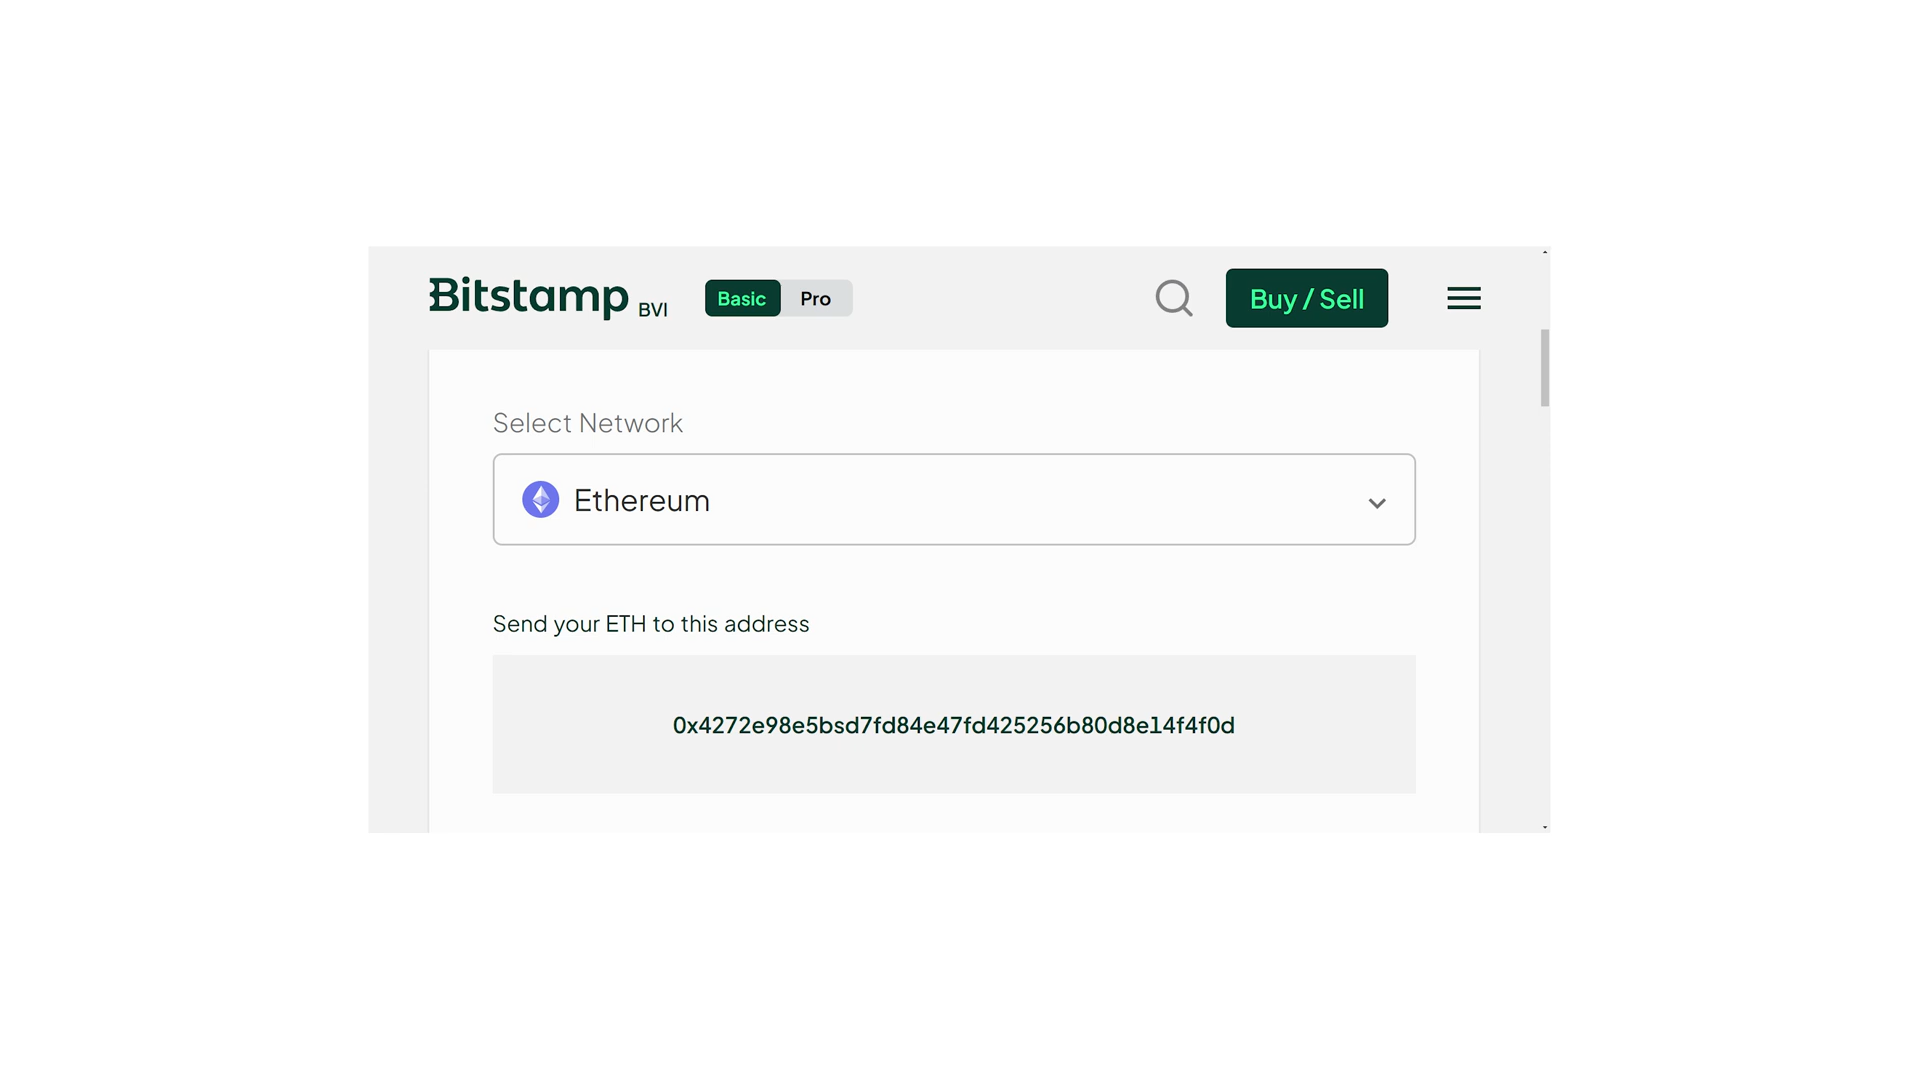 Bitstamp BVI Basic Pro Buy / Sell
Select Network
Ethereum
Send your ETH to this address
0x4272e98e5bsd7fd84e47fd425256b80d8e14f4f0d